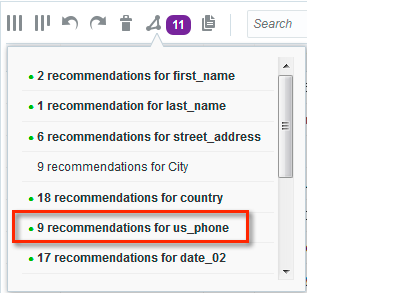 11
Search
2 recommendations for first_name
1 recommendation for last_name
6 recommendations for street_address
9 recommendations for City
18 recommendations for country
9 recommendations for us_phone
17 recommendations for date_02